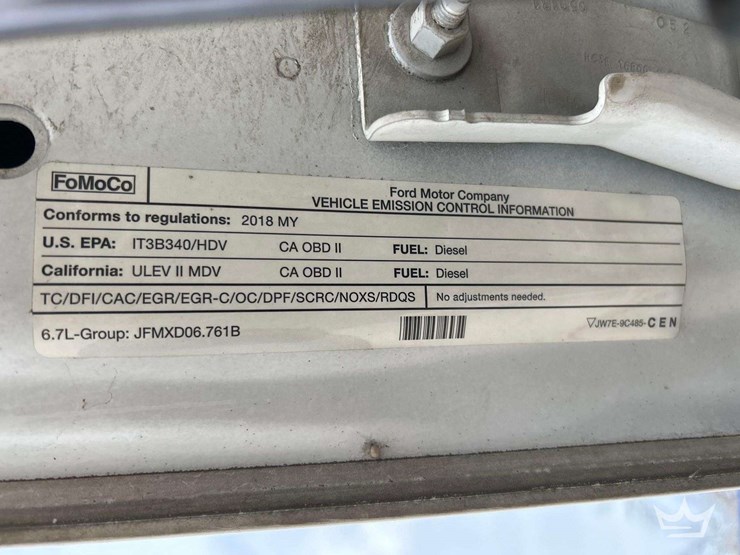 FoMoCo
Ford Motor Company
VEHICLE EMISSION CONTROL INFORMATION
Conforms to regulations: 2018 MY
U.S. EPA: IT3B340/HDV CA OBD II FUEL: Diesel
California: ULEV II MDV CA OBD II FUEL: Diesel
TC/DFI/CAC/EGR/EGR-C/OC/DPF/SCRC/NOXS/RDQS No adjustments needed.
6.7L-Group: JFMXD06.761B JW7E-9C485-CEN